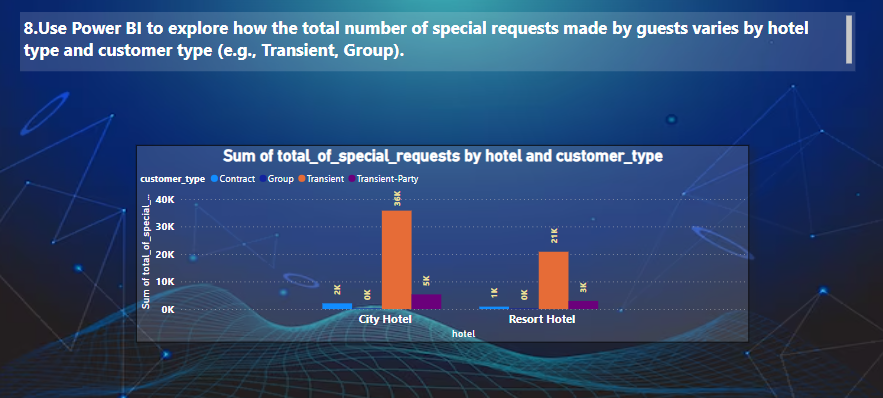 8.Use Power BI to explore how the total number of special requests made by guests varies by hotel
type and customer type (e.g., Transient, Group).
Sum of total_of_special_requests by hotel and customer_type
customer_type Contract Group Transient Transient-Party
Sum of total_of_special_...
40K
30K
20K
10K
0K
2K
0K
36K
5K
1K
0K
21K
3K
City Hotel
Resort Hotel
hotel